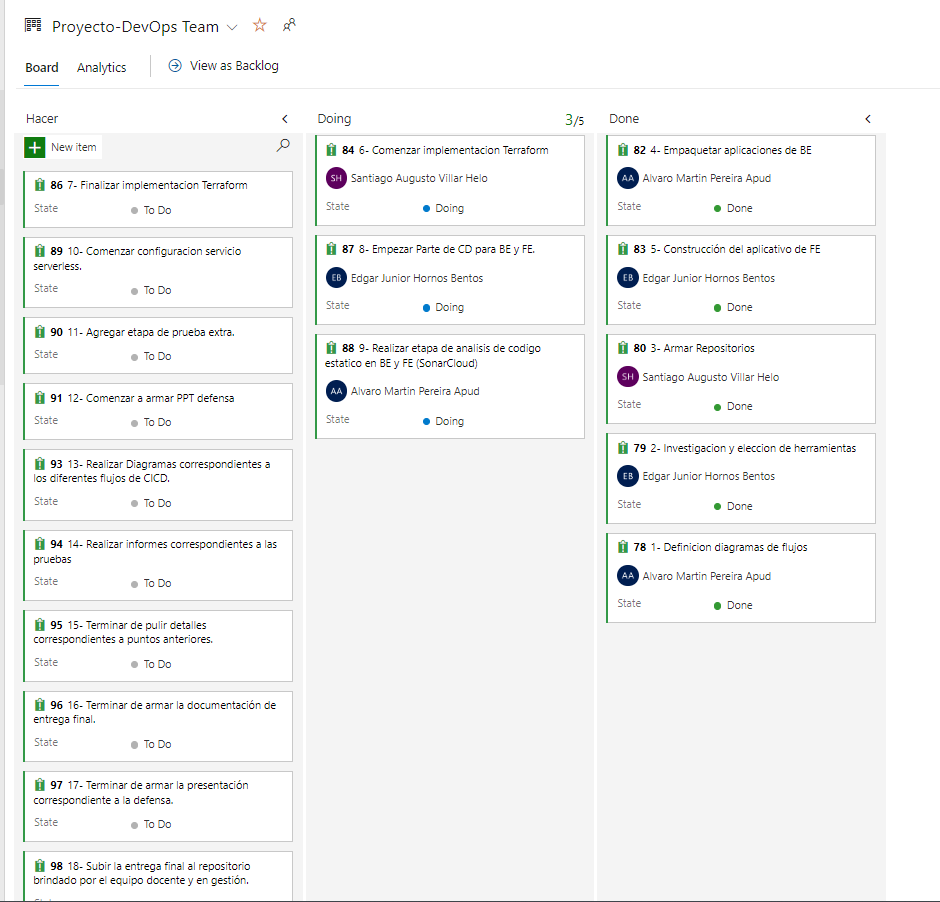 Proyecto-DevOps Team
Board Analytics View as Backlog
Hacer
New item
86 7- Finalizar implementacion Terraform
State To Do
89 10- Comenzar configuracion servicio
serverless.
State To Do
90 11- Agregar etapa de prueba extra.
State To Do
91 12- Comenzar a armar PPT defensa
State To Do
93 13- Realizar Diagramas correspondientes a
los diferentes flujos de CICD.
State To Do
94 14- Realizar informes correspondientes a las
pruebas
State To Do
95 15- Terminar de pulir detalles
correspondientes a puntos anteriores.
State To Do
96 16- Terminar de armar la documentación de
entrega final.
State To Do
97 17- Terminar de armar la presentación
correspondiente a la defensa.
State To Do
98 18- Subir la entrega final al repositorio
brindado por el equipo docente y en gestión.
Doing 3/5
84 6- Comenzar implementacion Terraform
SH Santiago Augusto Villar Helo
State Doing
87 8- Empezar Parte de CD para BE y FE.
EB Edgar Junior Hornos Bentos
State Doing
88 9- Realizar etapa de analisis de codigo
estatico en BE y FE (SonarCloud)
AA Alvaro Martin Pereira Apud
State Doing
Done
82 4- Empaquetar aplicaciones de BE
AA Alvaro Martin Pereira Apud
State Done
83 5- Construcción del aplicativo de FE
EB Edgar Junior Hornos Bentos
State Done
80 3- Armar Repositorios
SH Santiago Augusto Villar Helo
State Done
79 2- Investigacion y eleccion de herramientas
EB Edgar Junior Hornos Bentos
State Done
78 1- Definicion diagramas de flujos
AA Alvaro Martin Pereira Apud
State Done